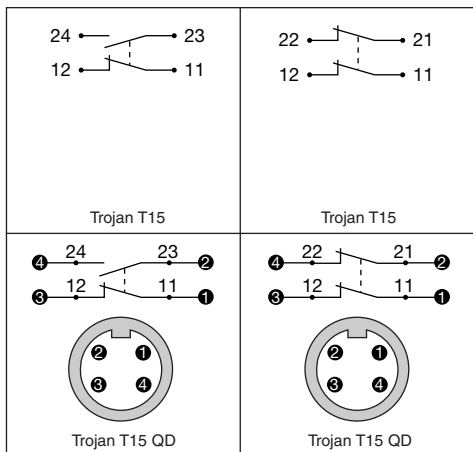 24 23
12 11
Trojan T15
22 21
12 11
Trojan T15
4 24 23 2
3 12 11 1
2 1
3 4
Trojan T15 QD
4 22 21 2
3 12 11 1
2 1
3 4
Trojan T15 QD